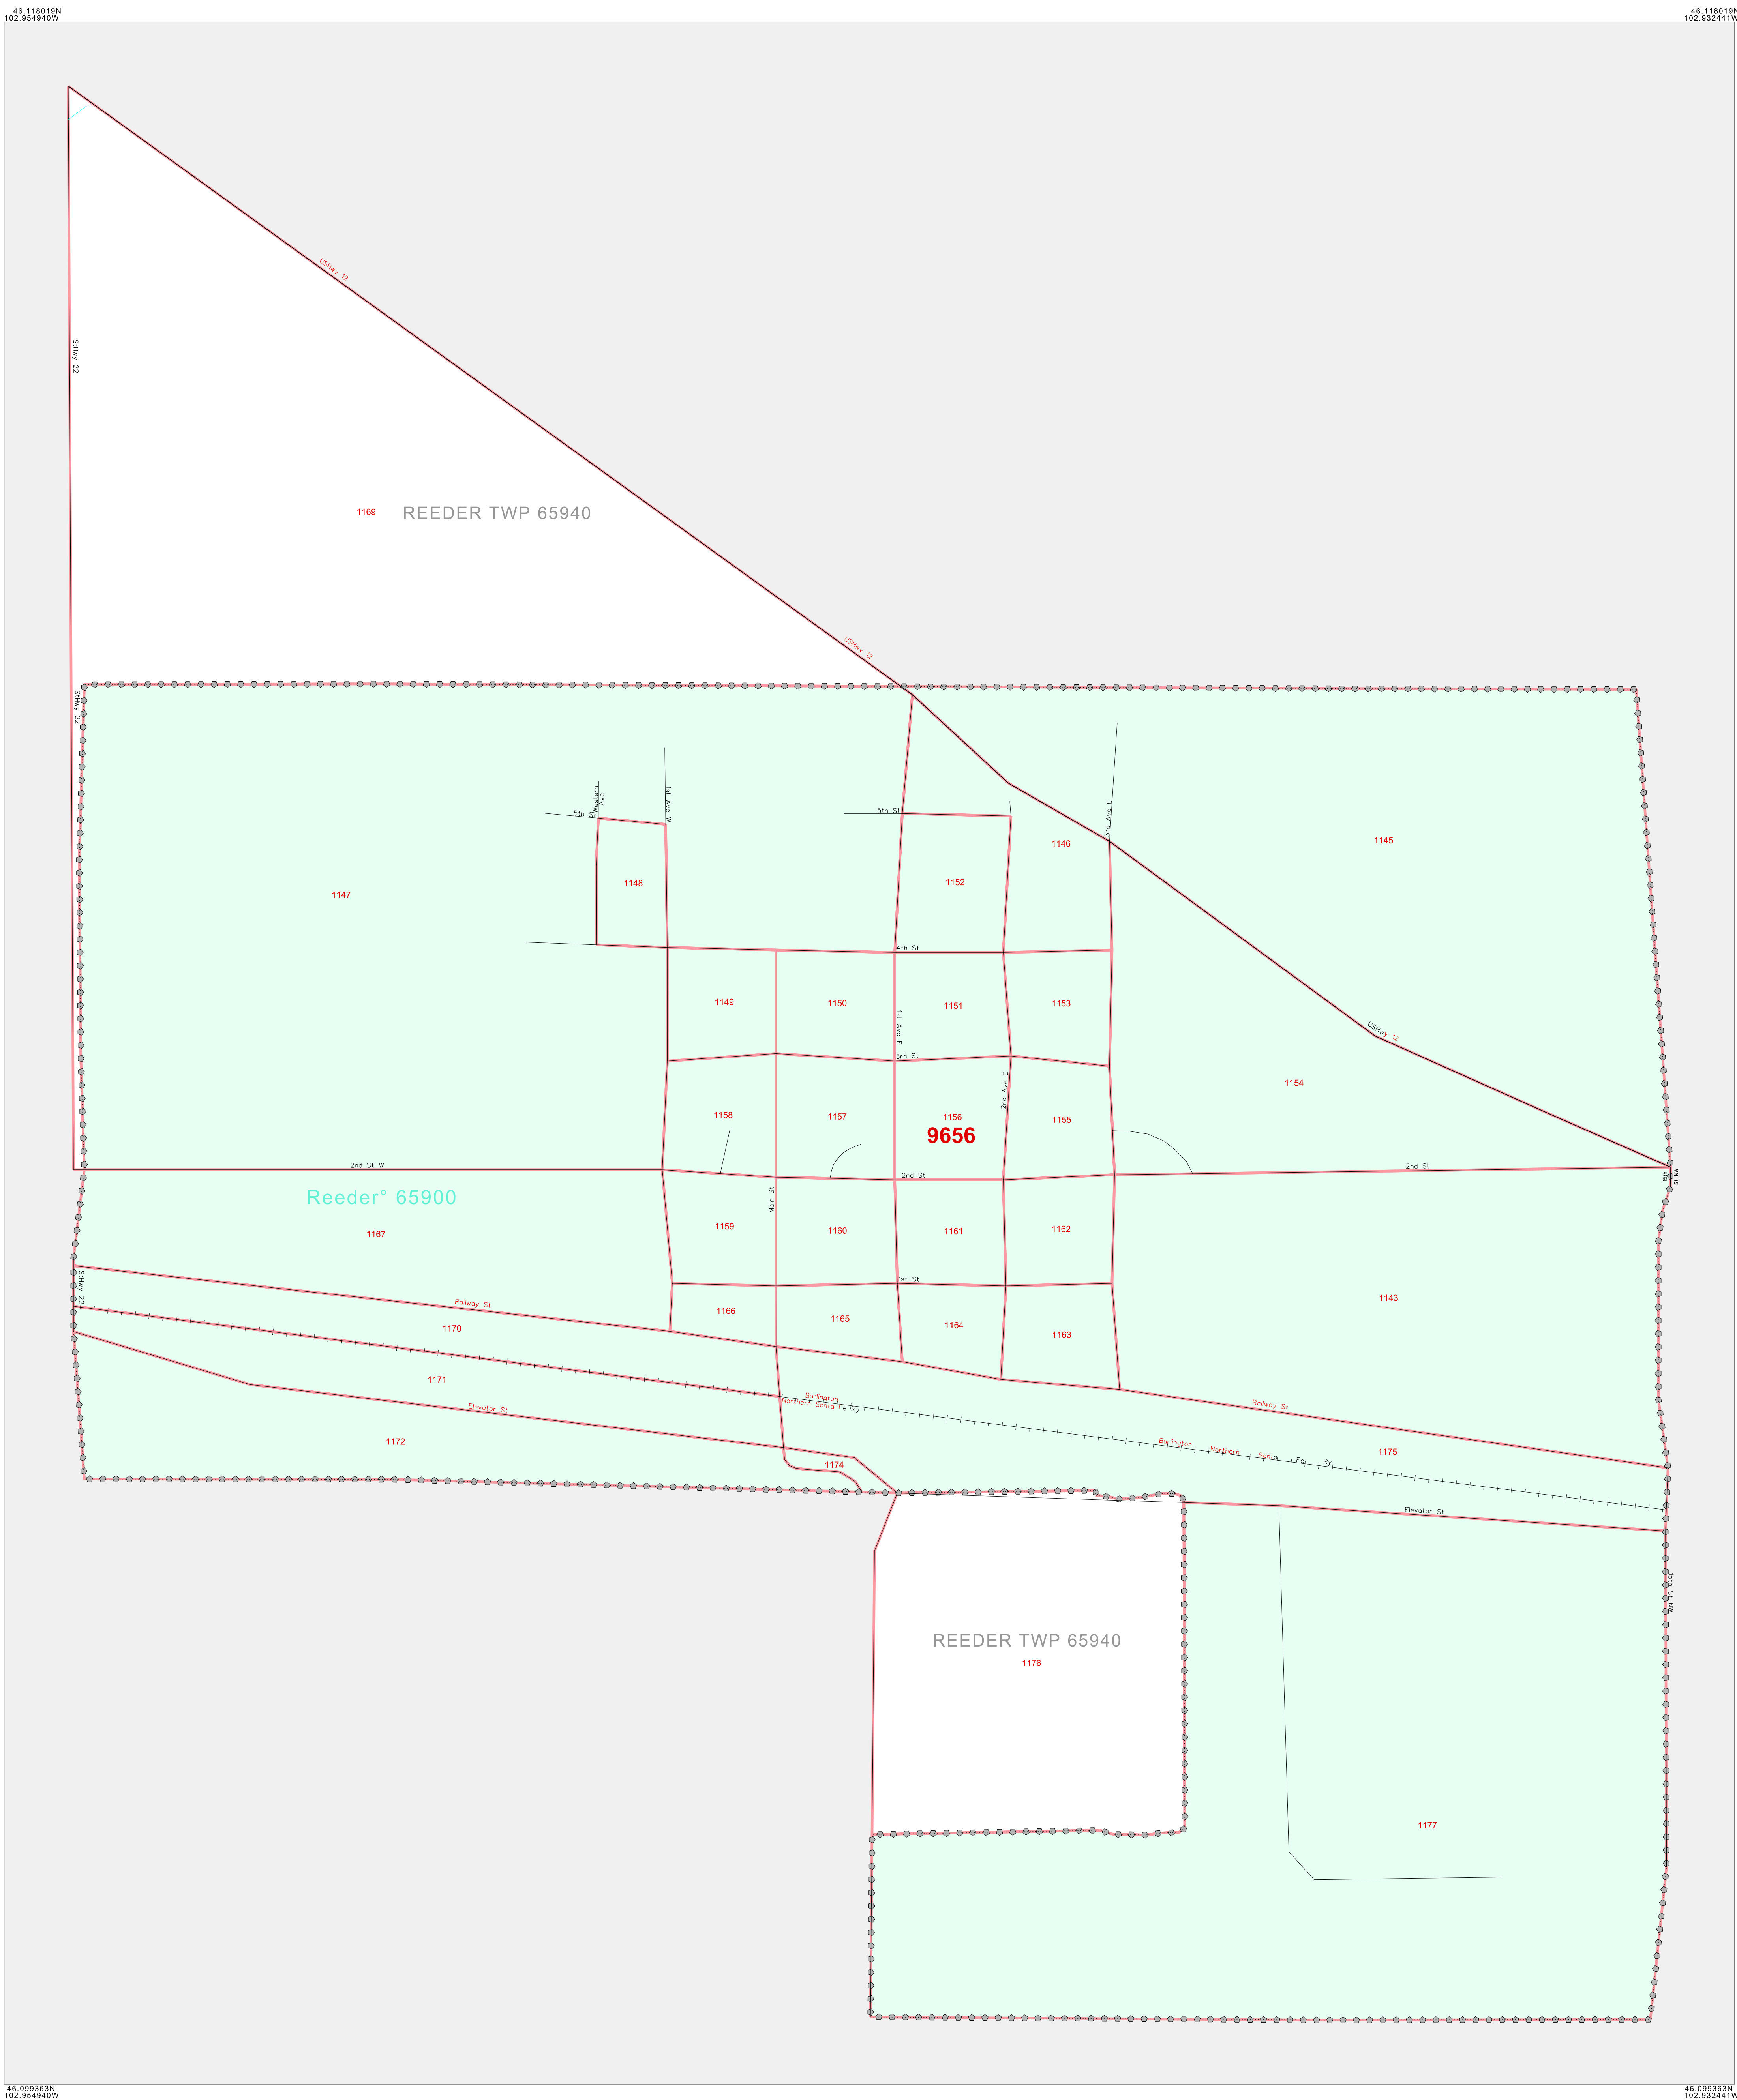 46.118019N
102.954940W
46.118019N
102.932441W
USHwy 12
StHwy 22
1169 REEDER TWP 65940
USHwy 12
StHwy 22
Western
Ave
1st Ave W
5th St
5th St
3rd Ave E
1146
1145
1148
1152
1147
4th St
1149
1150
1151
1153
1st Ave E
USHwy 12
3rd St
2nd Ave E
1154
1158
1157
1156
1155
9656
2nd St W
2nd St
2nd St
Reeder° 65900
Main St
1159
1160
1161
1162
1167
StHwy 22
1st St
1143
Railway St
1166
1165
1164
1163
1170
1171
Burlington
Northern Santa Fe Ry
Elevator St
Railway St
1172
1174
Burlington Northern Santa Fe Ry
1175
Elevator St
15th St NW
REEDER TWP 65940
1176
1177
46.099363N
102.954940W
46.099363N
102.932441W